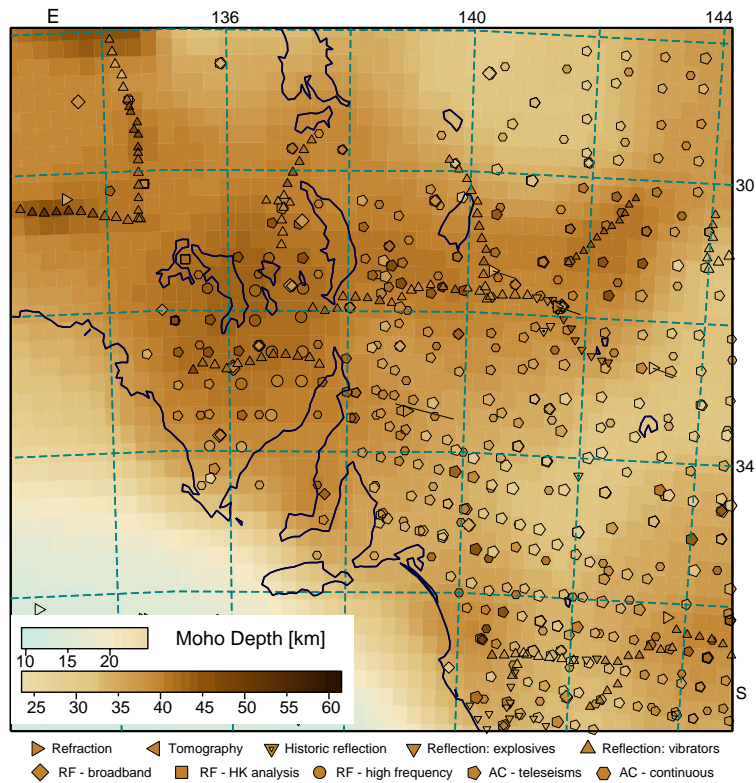 E 136 140 144
30
34
S
Moho Depth [km]
10 15 20
25 30 35 40 45 50 55 60
Refraction Tomography Historic reflection Reflection: explosives Reflection: vibrators
RF - broadband RF - HK analysis RF - high frequency AC - teleseisms AC - continuous